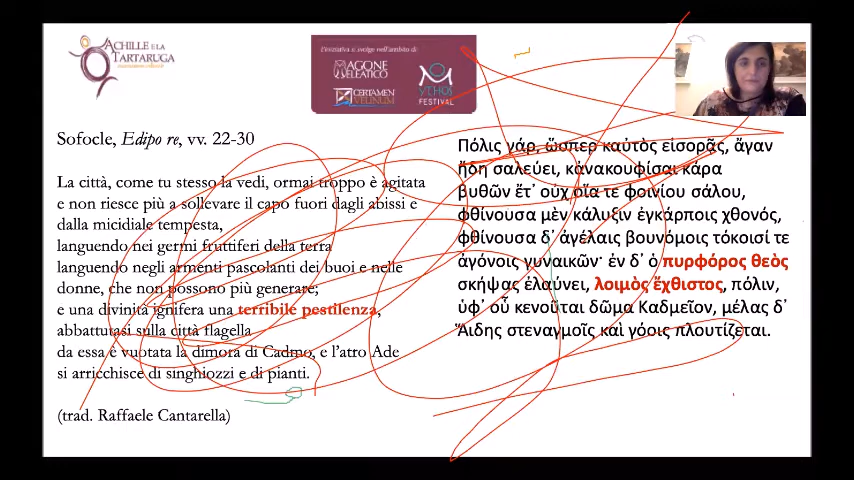 ACHILLE E LA
TARTARUGA
L'iniziativa si svolge nell'ambito di:
MAGONE
VELEATICO
CERTAMEN
VELINUM
MYTHOS
FESTIVAL
Sofocle, Edipo re, vv. 22-30
La città, come tu stesso la vedi, ormai troppo è agitata
e non riesce più a sollevare il capo fuori dagli abissi e
dalla micidiale tempesta,
languendo nei germi fruttiferi della terra
languendo negli armenti pascolanti dei buoi e nelle
donne, che non possono più generare;
e una divinità ignifera una terribile pestilenza,
abbattutasi sulla città flagella
da essa è vuotata la dimora di Cadmo, e l'atro Ade
si arricchisce di singhiozzi e di pianti.
(trad. Raffaele Cantarella)
Πόλις γάρ, ὥσπερ καὐτὸς εἰσορᾷς, ἄγαν
ἤδη σαλεύει, κἀνακουφίσαι κάρα
βυθῶν ἔτ᾽ οὐχ οἵα τε φοινίου σάλου,
φθίνουσα μὲν κάλυξιν ἐγκάρποις χθονός,
φθίνουσα δ᾽ ἀγέλαις βουνόμοις τόκοισί τε
ἀγόνοις γυναικῶν· ἐν δ᾽ ὁ πυρφόρος θεὸς
σκήψας ἐλαύνει, λοιμὸς ἔχθιστος, πόλιν,
ὑφ᾽ οὗ κενοῦται δῶμα Καδμεῖον, μέλας δ᾽
Ἅιδης στεναγμοῖς καὶ γόοις πλουτίζεται.